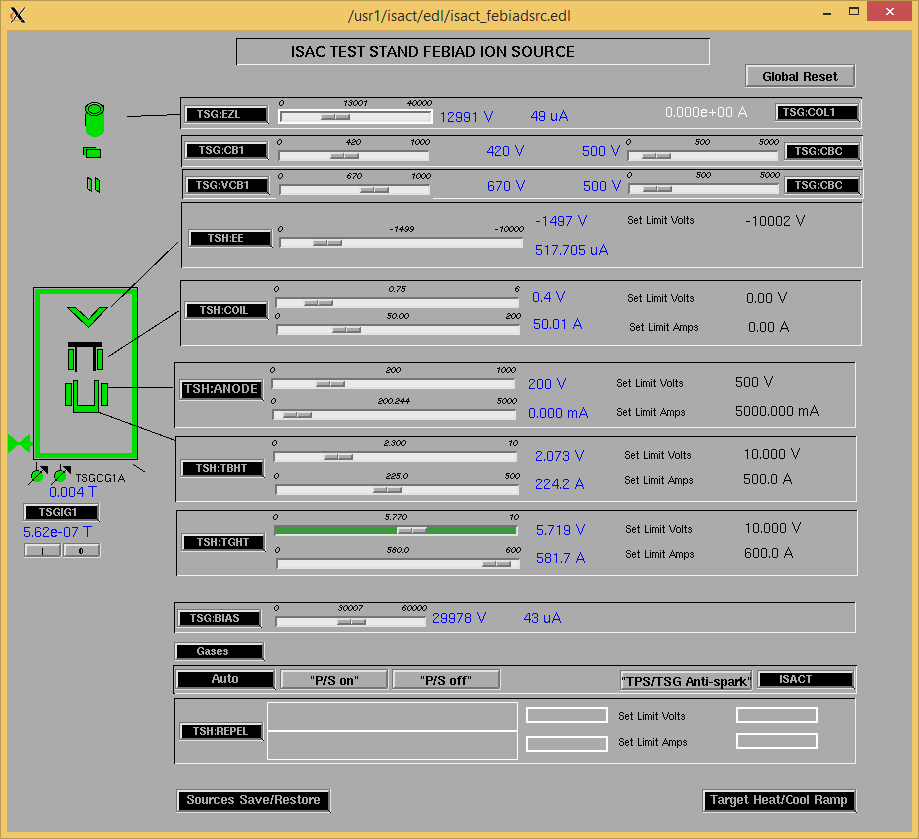 /usr1/isact/edl/isact_febiadsrc.edl
ISAC TEST STAND FEBIAD ION SOURCE
Global Reset
TSG:EZL 0 13001 40000 12991 V 49 uA 0.000e+00 A TSG:COL1
TSG:CB1 0 420 1000 420 V 500 V 0 500 5000 TSG:CBC
TSG:VCB1 0 670 1000 670 V 500 V 0 500 5000 TSG:CBC
TSH:EE 0 -1499 -10000 -1497 V Set Limit Volts -10002 V
517.705 uA
TSH:COIL 0 0.75 6 0.4 V Set Limit Volts 0.00 V
0 50.00 200 50.01 A Set Limit Amps 0.00 A
TSH:ANODE 0 200 1000 200 V Set Limit Volts 500 V
0 200.244 5000 0.000 mA Set Limit Amps 5000.000 mA
TSH:TBHT 0 2.300 10 2.073 V Set Limit Volts 10.000 V
0 225.0 500 224.2 A Set Limit Amps 500.0 A
TSGCG1A
0.004 T
TSGIG1
5.62e-07 T
I 0
TSH:TGHT 0 5.770 10 5.719 V Set Limit Volts 10.000 V
0 580.0 600 581.7 A Set Limit Amps 600.0 A
TSG:BIAS 0 30007 60000 29978 V 43 uA
Gases
Auto "P/S on" "P/S off" "TPS/TSG Anti-spark" ISACT
TSH:REPEL Set Limit Volts
Set Limit Amps
Sources Save/Restore Target Heat/Cool Ramp